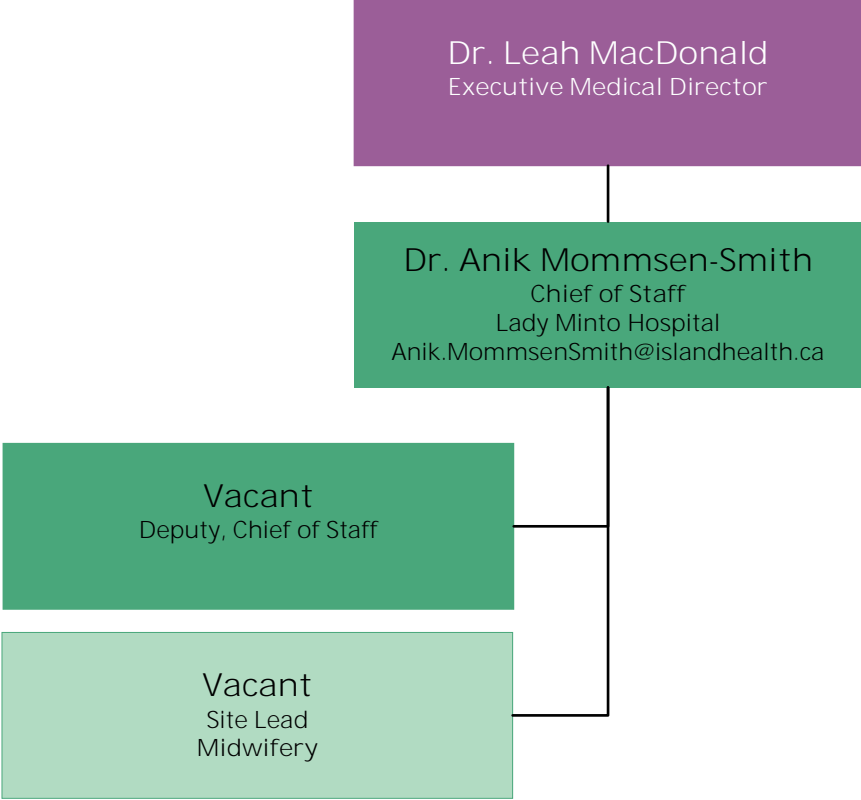 Dr. Leah MacDonald
Executive Medical Director
Dr. Anik Mommsen-Smith
Chief of Staff
Lady Minto Hospital
Anik.MommsenSmith@islandhealth.ca
Vacant
Deputy, Chief of Staff
Vacant
Site Lead
Midwifery